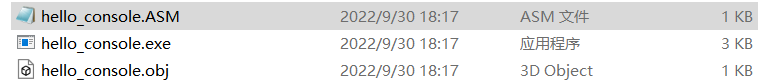 hello_console.ASM 2022/9/30 18:17 ASM 文件 1 KB
hello_console.exe 2022/9/30 18:17 应用程序 3 KB
hello_console.obj 2022/9/30 18:17 3D Object 1 KB